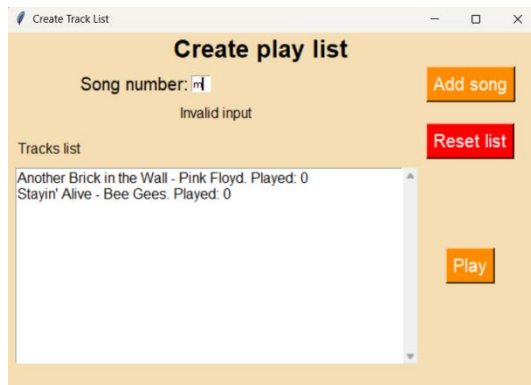 Create Track List
Create play list
Song number: m
Add song
Invalid input
Reset list
Tracks list
Another Brick in the Wall - Pink Floyd. Played: 0
Stayin' Alive - Bee Gees. Played: 0
Play